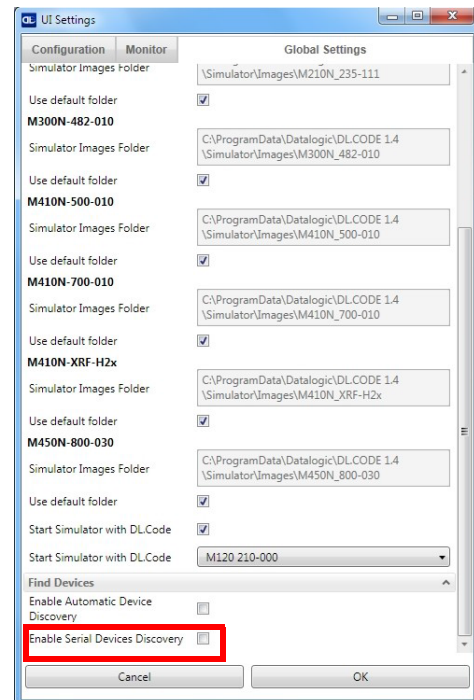 DL UI Settings
Configuration Monitor Global Settings
Simulator Images Folder
\Simulator\Images\M210N_235-111
Use default folder
M300N-482-010
Simulator Images Folder
C:\ProgramData\Datalogic\DL.CODE 1.4
\Simulator\Images\M300N_482-010
Use default folder
M410N-500-010
Simulator Images Folder
C:\ProgramData\Datalogic\DL.CODE 1.4
\Simulator\Images\M410N_500-010
Use default folder
M410N-700-010
Simulator Images Folder
C:\ProgramData\Datalogic\DL.CODE 1.4
\Simulator\Images\M410N_700-010
Use default folder
M410N-XRF-H2x
Simulator Images Folder
C:\ProgramData\Datalogic\DL.CODE 1.4
\Simulator\Images\M410N_XRF-H2x
Use default folder
M450N-800-030
Simulator Images Folder
C:\ProgramData\Datalogic\DL.CODE 1.4
\Simulator\Images\M450N_800-030
Use default folder
Start Simulator with DL.Code
Start Simulator with DL.Code M120 210-000
Find Devices
Enable Automatic Device
Discovery
Enable Serial Devices Discovery
Cancel OK